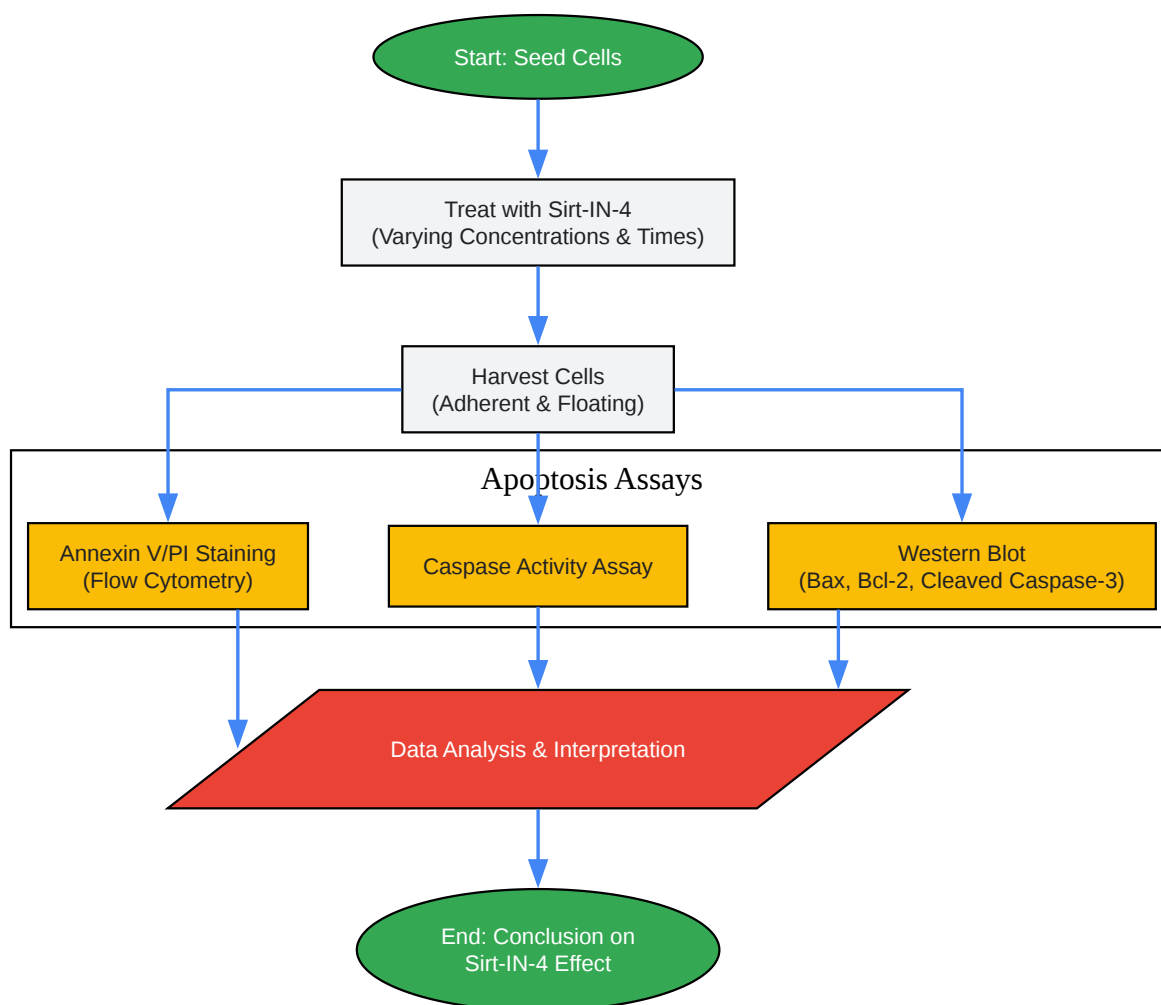 Start: Seed Cells
Treat with Sirt-IN-4
(Varying Concentrations & Times)
Harvest Cells
(Adherent & Floating)
Apoptosis Assays
Annexin V/PI Staining
(Flow Cytometry)
Caspase Activity Assay
Western Blot
(Bax, Bcl-2, Cleaved Caspase-3)
Data Analysis & Interpretation
End: Conclusion on
Sirt-IN-4 Effect